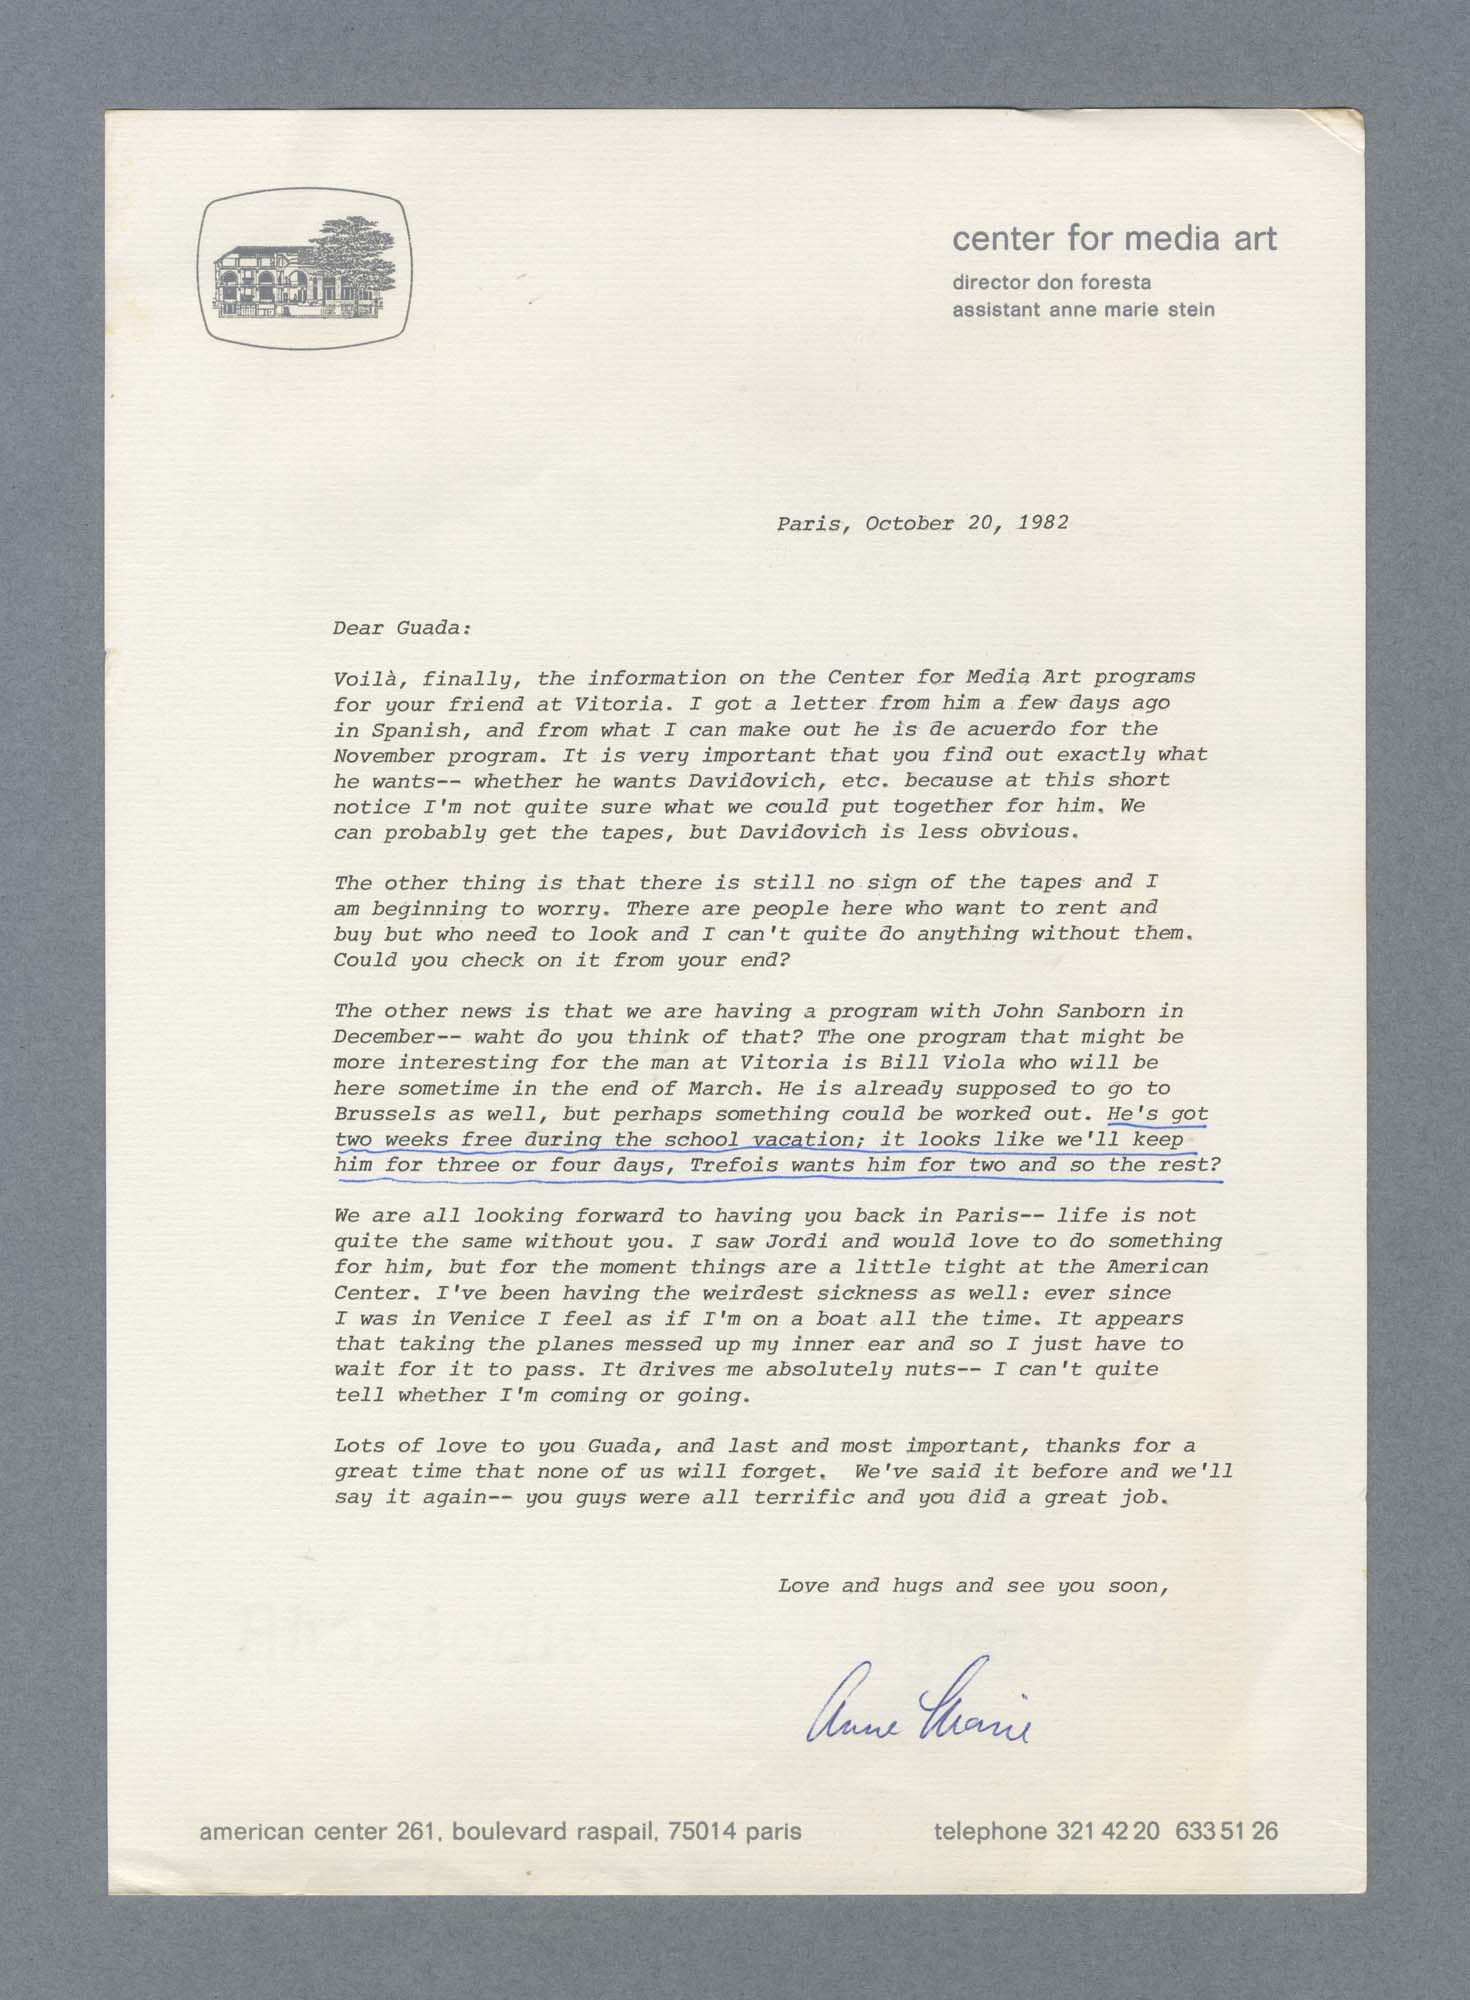 center for media art
director don foresta
assistant anne marie stein
Paris, October 20, 1982
Dear Guada:
Voilà, finally, the information on the Center for Media Art programs
for your friend at Vitoria. I got a letter from him a few days ago
in Spanish, and from what I can make out he is de acuerdo for the
November program. It is very important that you find out exactly what
he wants-- whether he wants Davidovich, etc. because at this short
notice I'm not quite sure what we could put together for him. We
can probably get the tapes, but Davidovich is less obvious.
The other thing is that there is still no sign of the tapes and I
am beginning to worry. There are people here who want to rent and
buy but who need to look and I can't quite do anything without them.
Could you check on it from your end?
The other news is that we are having a program with John Sanborn in
December-- waht do you think of that? The one program that might be
more interesting for the man at Vitoria is Bill Viola who will be
here sometime in the end of March. He is already supposed to go to
Brussels as well, but perhaps something could be worked out. He's got
two weeks free during the school vacation; it looks like we'll keep
him for three or four days, Trefois wants him for two and so the rest?
We are all looking forward to having you back in Paris-- life is not
quite the same without you. I saw Jordi and would love to do something
for him, but for the moment things are a little tight at the American
Center. I've been having the weirdest sickness as well: ever since
I was in Venice I feel as if I'm on a boat all the time. It appears
that taking the planes messed up my inner ear and so I just have to
wait for it to pass. It drives me absolutely nuts-- I can't quite
tell whether I'm coming or going.
Lots of love to you Guada, and last and most important, thanks for a
great time that none of us will forget.  We've said it before and we'll
say it again-- you guys were all terrific and you did a great job.
Love and hugs and see you soon,
Anne Marie
american center 261, boulevard raspail, 75014 paris telephone 321 42 20 633 51 26